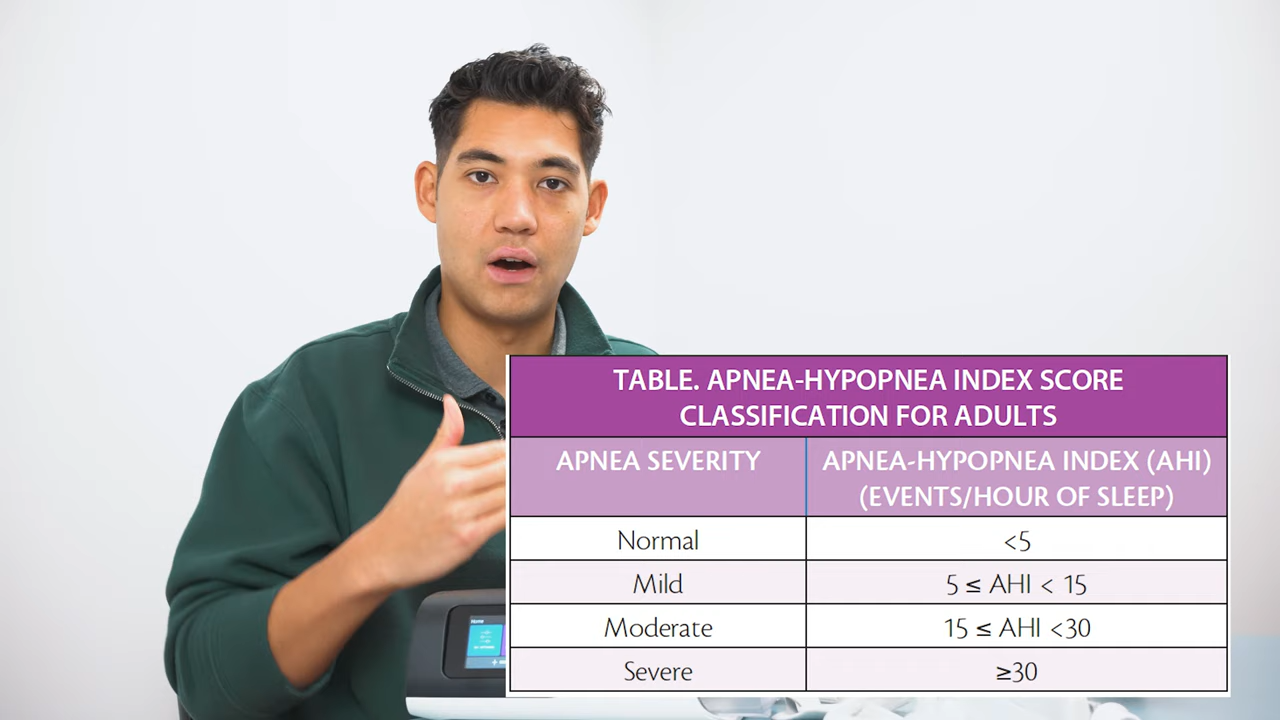 TABLE. APNEA-HYPOPNEA INDEX SCORE
CLASSIFICATION FOR ADULTS
APNEA SEVERITY
APNEA-HYPOPNEA INDEX (AHI)
(EVENTS/HOUR OF SLEEP)
Normal
<5
Mild
5 ≤ AHI < 15
Moderate
15 ≤ AHI <30
Severe
≥30
Home